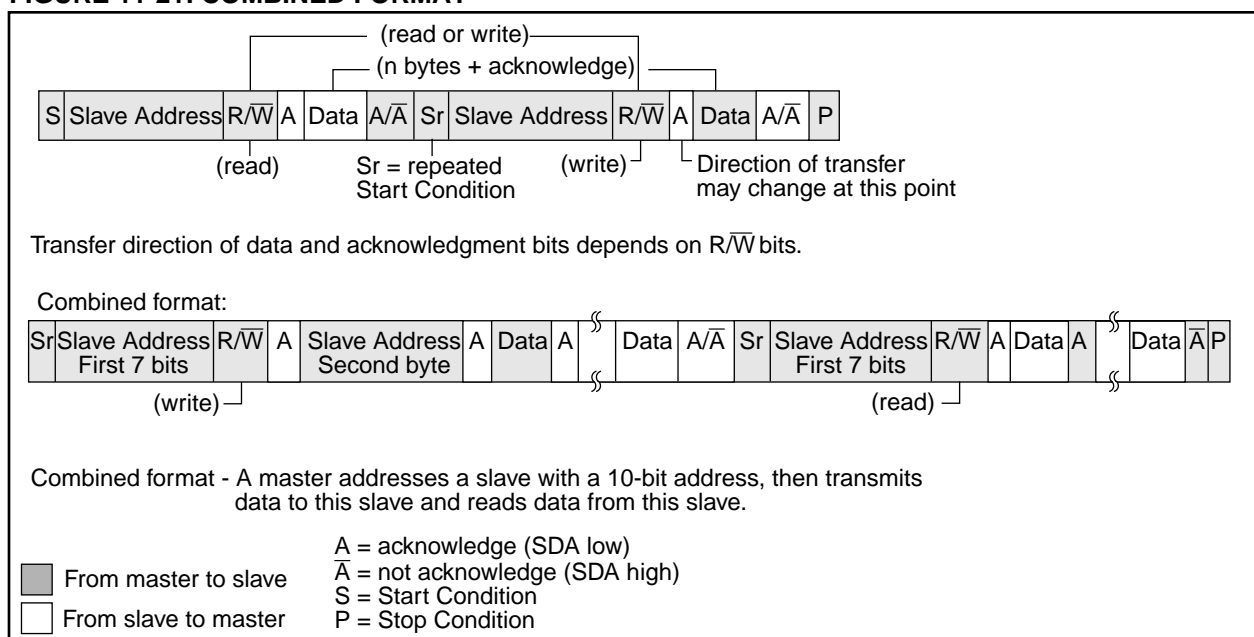 (read or write)
(n bytes + acknowledge)
S Slave Address R/W̅ A Data A/A̅ Sr Slave Address R/W̅ A Data A/A̅ P
(read) Sr = repeated Start Condition (write) Direction of transfer may change at this point
Transfer direction of data and acknowledgment bits depends on R/W̅ bits.
Combined format:
Sr Slave Address First 7 bits R/W̅ A Slave Address Second byte A Data A Data A/A̅ Sr Slave Address First 7 bits R/W̅ A Data A Data A̅ P
(write) (read)
Combined format - A master addresses a slave with a 10-bit address, then transmits
data to this slave and reads data from this slave.
A = acknowledge (SDA low)
A̅ = not acknowledge (SDA high)
S = Start Condition
P = Stop Condition
From master to slave
From slave to master